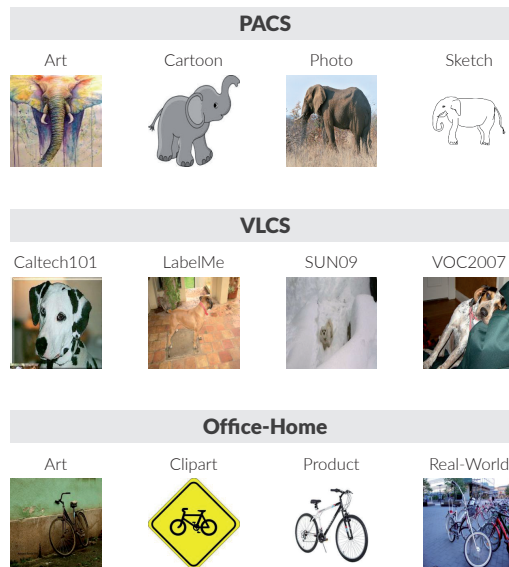 PACS
Art Cartoon Photo Sketch
VLCS
Caltech101 LabelMe SUN09 VOC2007
Office-Home
Art Clipart Product Real-World